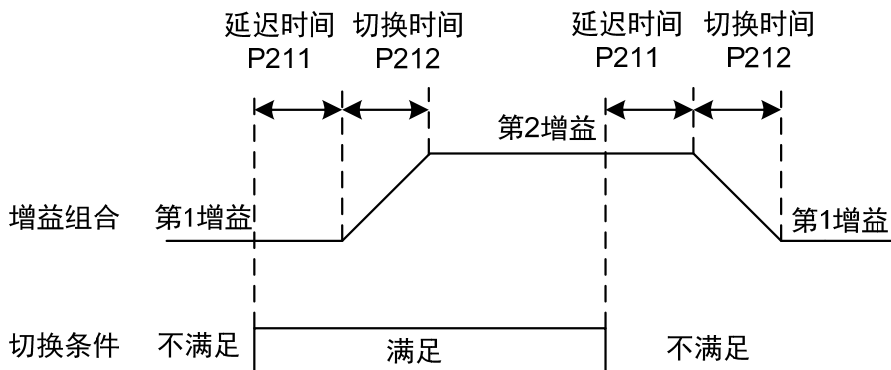 延迟时间 切换时间 延迟时间 切换时间
P211 P212 P211 P212
第2增益
增益组合 第1增益 第1增益
切换条件 不满足 满足 不满足